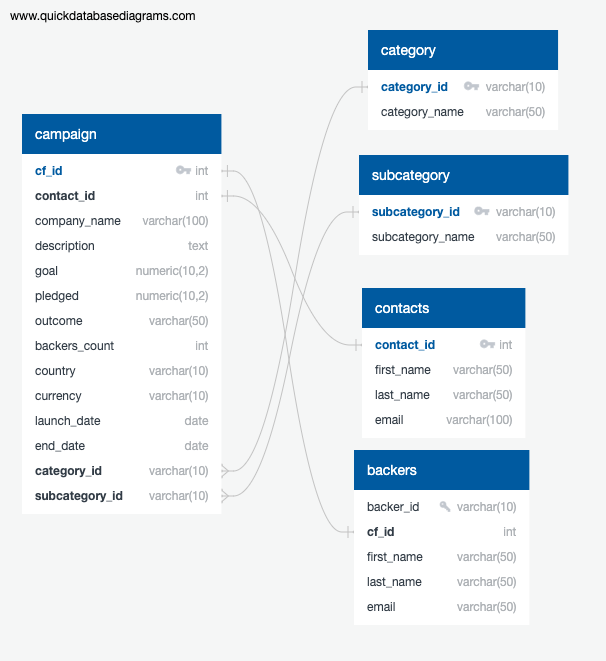 www.quickdatabasediagrams.com
campaign
cf_id int
contact_id int
company_name varchar(100)
description text
goal numeric(10,2)
pledged numeric(10,2)
outcome varchar(50)
backers_count int
country varchar(10)
currency varchar(10)
launch_date date
end_date date
category_id varchar(10)
subcategory_id varchar(10)
category
category_id varchar(10)
category_name varchar(50)
subcategory
subcategory_id varchar(10)
subcategory_name varchar(50)
contacts
contact_id int
first_name varchar(50)
last_name varchar(50)
email varchar(100)
backers
backer_id varchar(10)
cf_id int
first_name varchar(50)
last_name varchar(50)
email varchar(50)